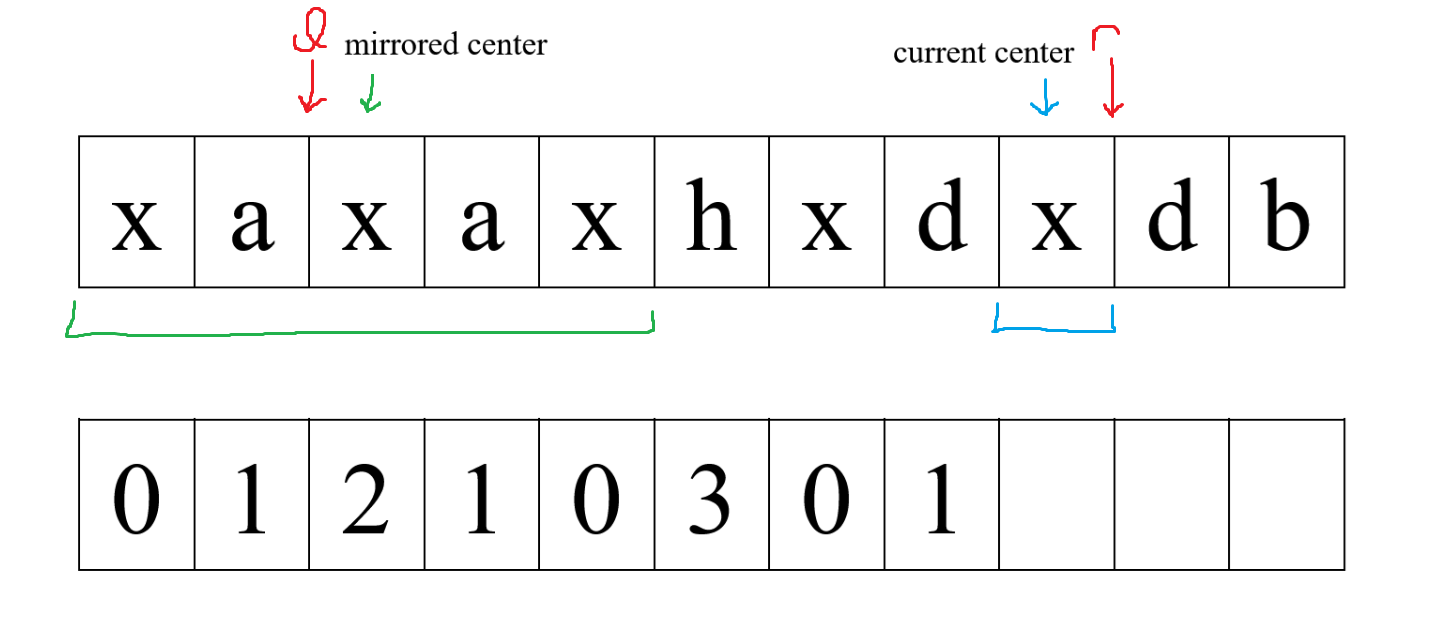 l mirrored center current center r
x a x a x h x d x d b
0 1 2 1 0 3 0 1